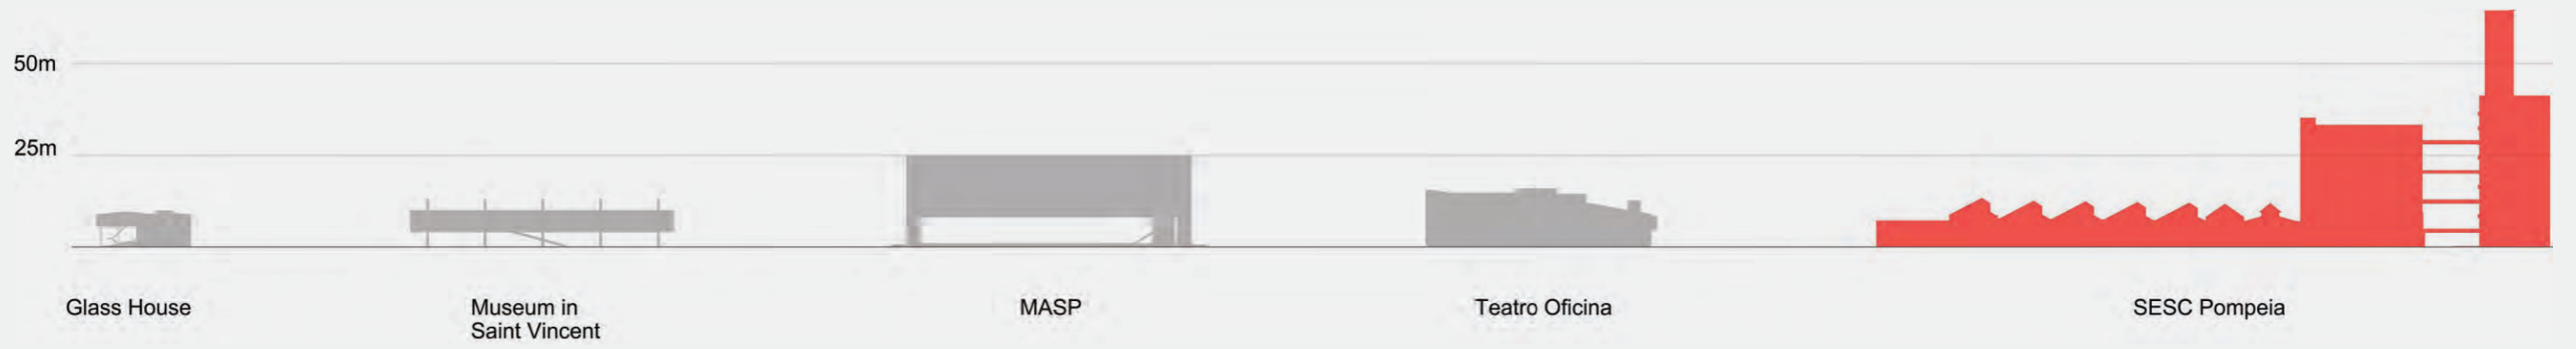 50m
25m
Glass House
Museum in
Saint Vincent
MASP
Teatro Oficina
SESC Pompeia